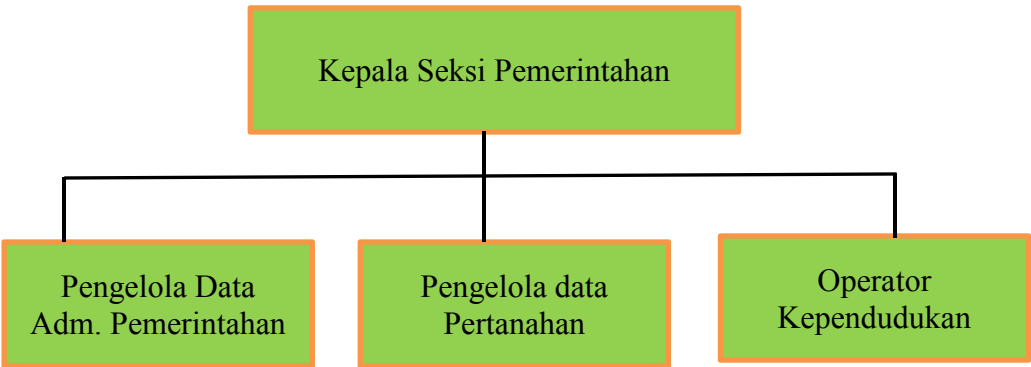 Kepala Seksi Pemerintahan
Pengelola Data
Adm. Pemerintahan
Pengelola data
Pertanahan
Operator
Kependudukan